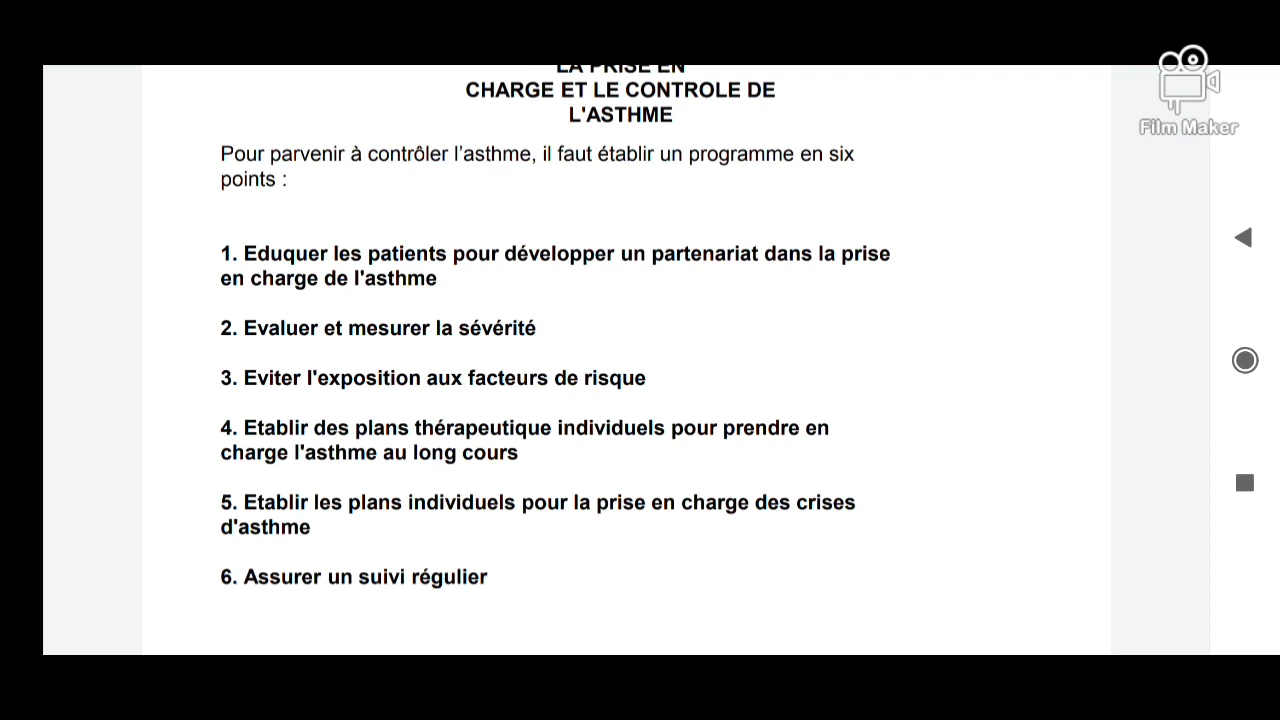 LA PRISE EN
CHARGE ET LE CONTROLE DE
L'ASTHME
Film Maker
Pour parvenir à contrôler l’asthme, il faut établir un programme en six
points :
1. Eduquer les patients pour développer un partenariat dans la prise
en charge de l'asthme
2. Evaluer et mesurer la sévérité
3. Eviter l'exposition aux facteurs de risque
4. Etablir des plans thérapeutique individuels pour prendre en
charge l'asthme au long cours
5. Etablir les plans individuels pour la prise en charge des crises
d'asthme
6. Assurer un suivi régulier